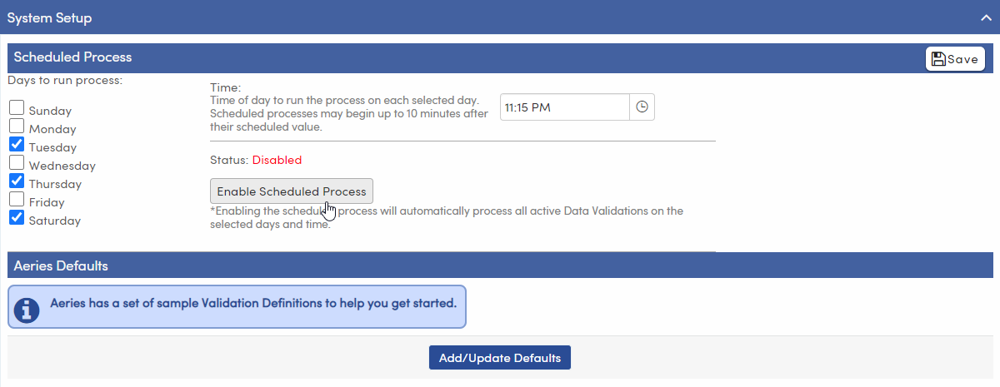 System Setup
Scheduled Process
Save
Days to run process:
Sunday
Monday
Tuesday
Wednesday
Thursday
Friday
Saturday
Time:
Time of day to run the process on each selected day.
Scheduled processes may begin up to 10 minutes after
their scheduled value.
11:15 PM
Status: Disabled
Enable Scheduled Process
*Enabling the scheduled process will automatically process all active Data Validations on the
selected days and time.
Aeries Defaults
Aeries has a set of sample Validation Definitions to help you get started.
Add/Update Defaults